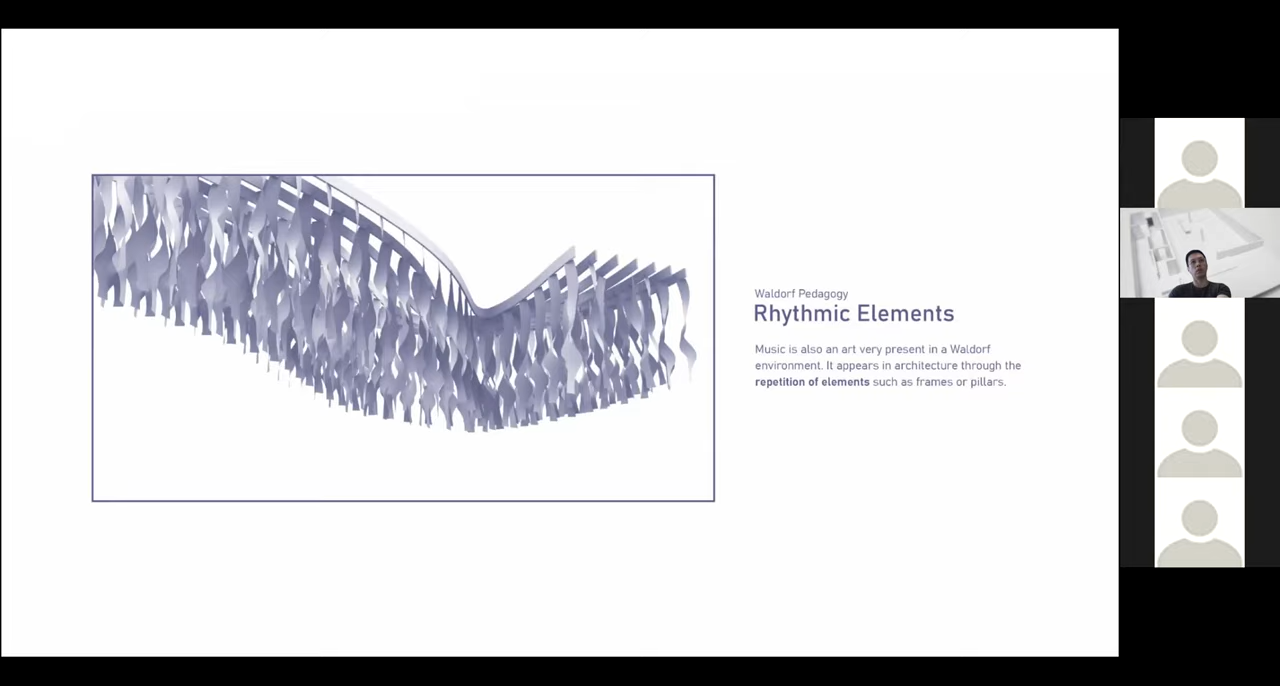 Waldorf Pedagogy
Rhythmic Elements
Music is also an art very present in a Waldorf
environment. It appears in architecture through the
repetition of elements such as frames or pillars.